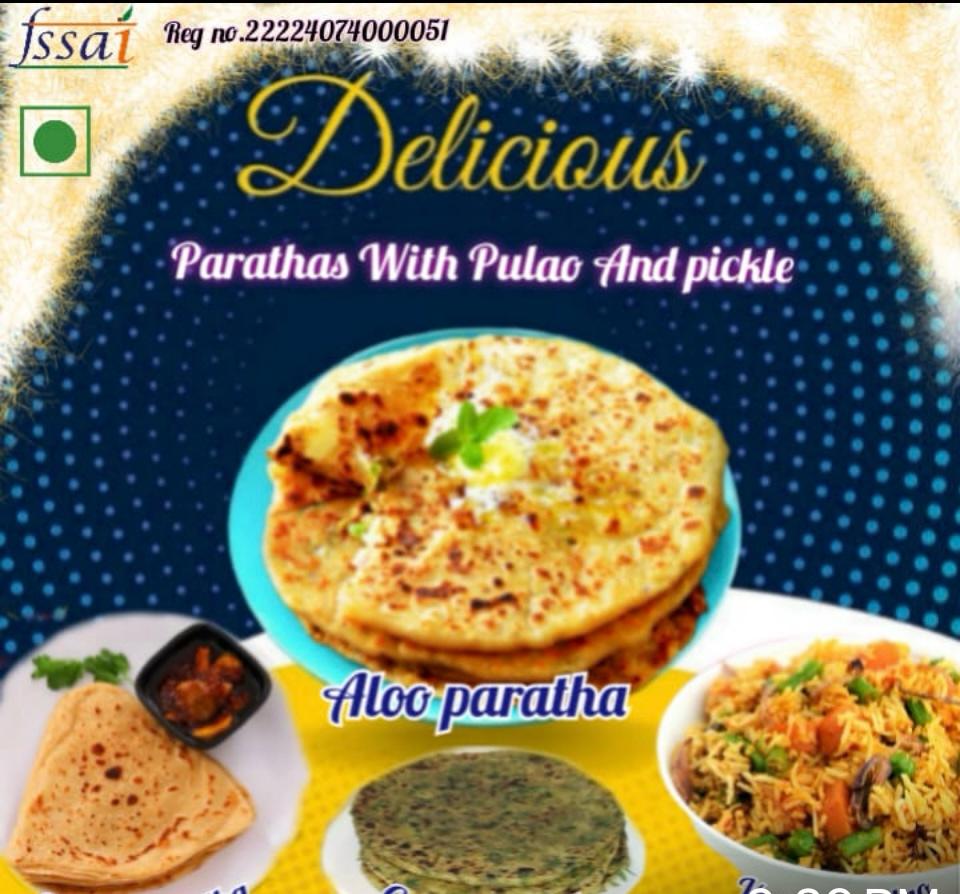 fssai
Reg no.22224074000051
Delicious
Parathas With Pulao And pickle
Aloo paratha